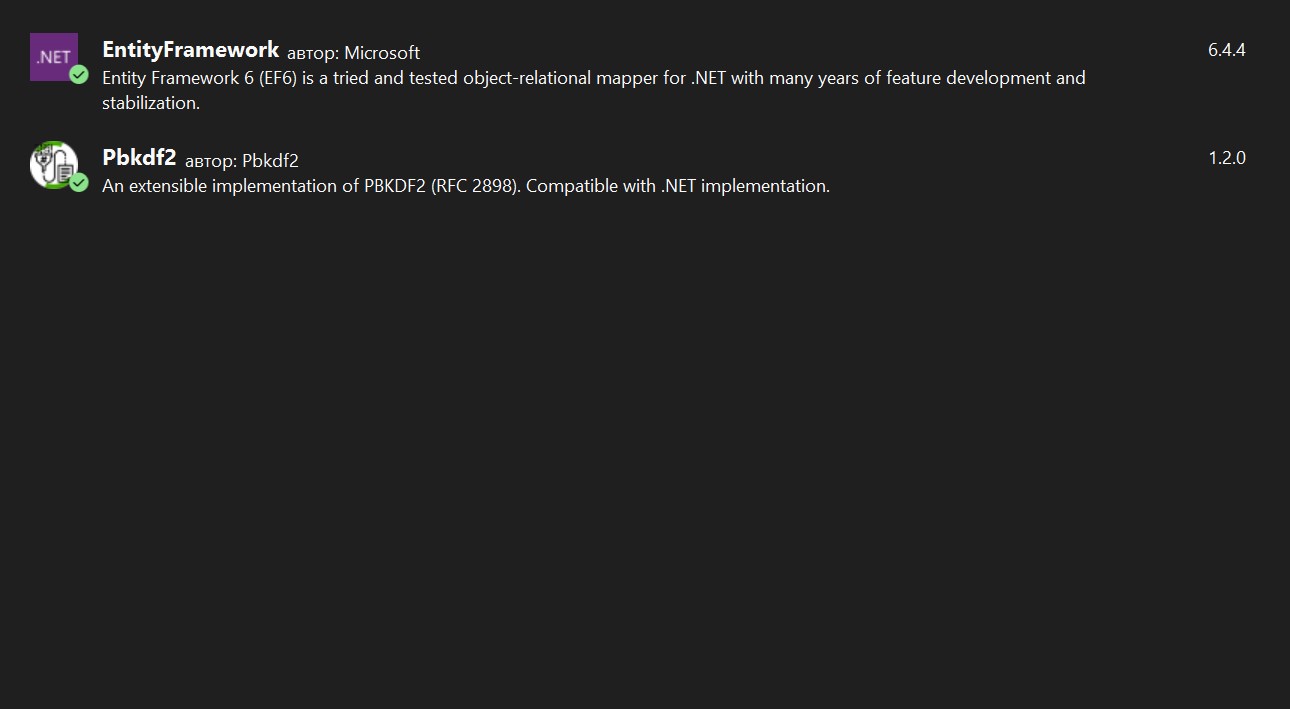 .NET
EntityFramework автор: Microsoft 6.4.4
Entity Framework 6 (EF6) is a tried and tested object-relational mapper for .NET with many years of feature development and
stabilization.
Pbkdf2 автор: Pbkdf2 1.2.0
An extensible implementation of PBKDF2 (RFC 2898). Compatible with .NET implementation.